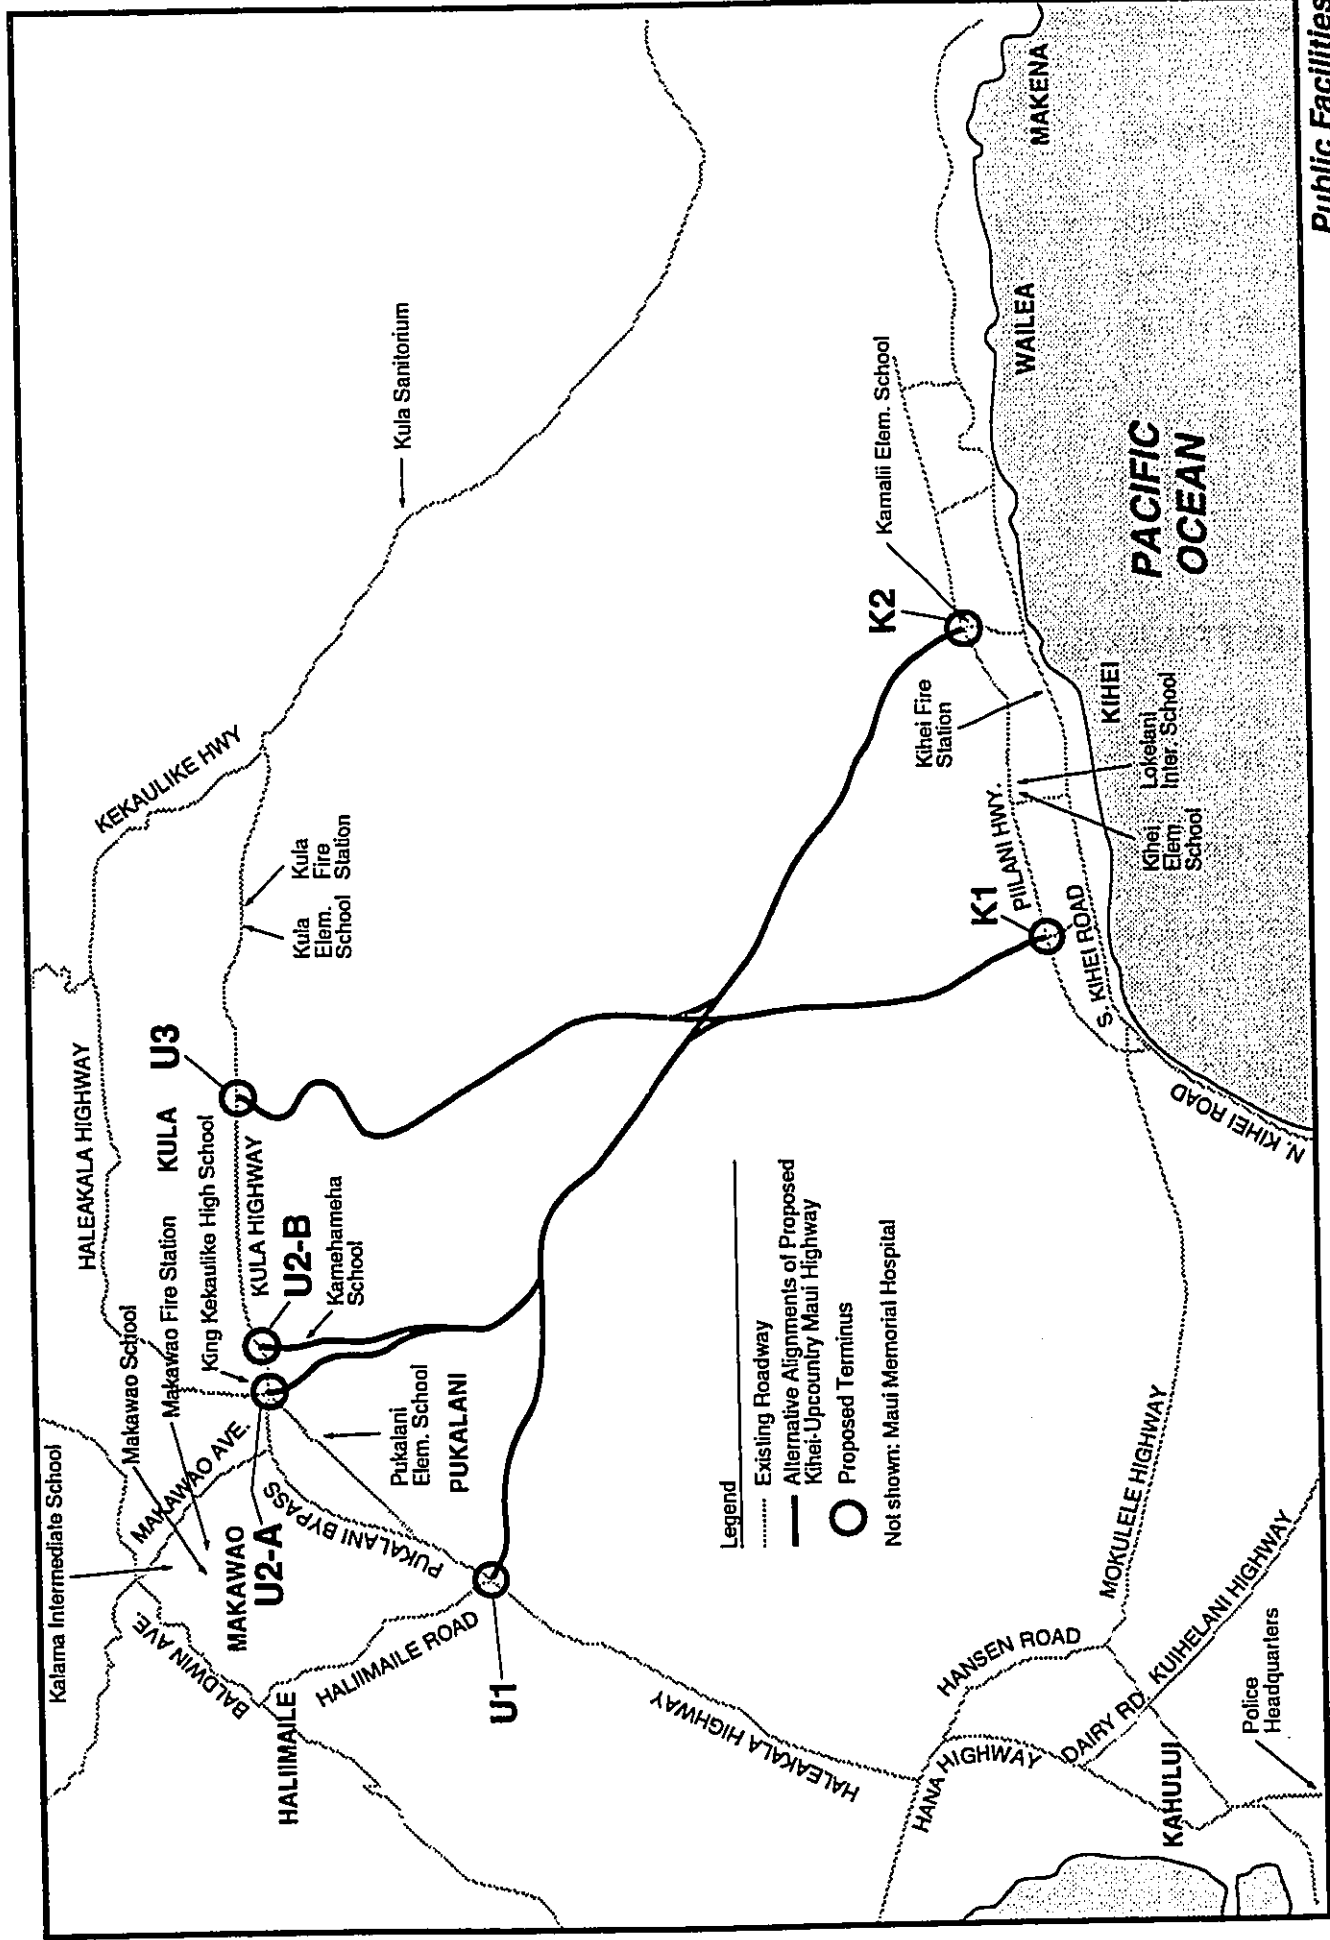 Kalama Intermediate School
Makawao School
Makawao Fire Station
King Kekaulike High School
HALEAKALA HIGHWAY
KEKAULIKE HWY
KULA
U3
Kula
Elem.
School
Kula
Fire
Station
Kula Sanitorium
MAKAWAO AVE.
BALDWIN AVE.
MAKAWAO
U2-A
KULA HIGHWAY
U2-B
Kamehameha
School
PUKALANI BYPASS
Pukalani
Elem. School
PUKALANI
HALIIMAILE
HALIIMAILE ROAD
U1
HALEAKALA HIGHWAY
Legend
Existing Roadway
Alternative Alignments of Proposed
Kihei-Upcountry Maui Highway
Proposed Terminus
Not shown: Maui Memorial Hospital
K2
Kamalii Elem. School
Kihei Fire
Station
PIILANI HWY.
K1
S. KIHEI ROAD
KIHEI
Kihei
Elem.
School
Lokelani
Inter. School
WAILEA
MAKENA
PACIFIC
OCEAN
N. KIHEI ROAD
MOKULELE HIGHWAY
HANSEN ROAD
HANA HIGHWAY
DAIRY RD.
KUIHELANI HIGHWAY
KAHULUI
Police
Headquarters
Public Facilities